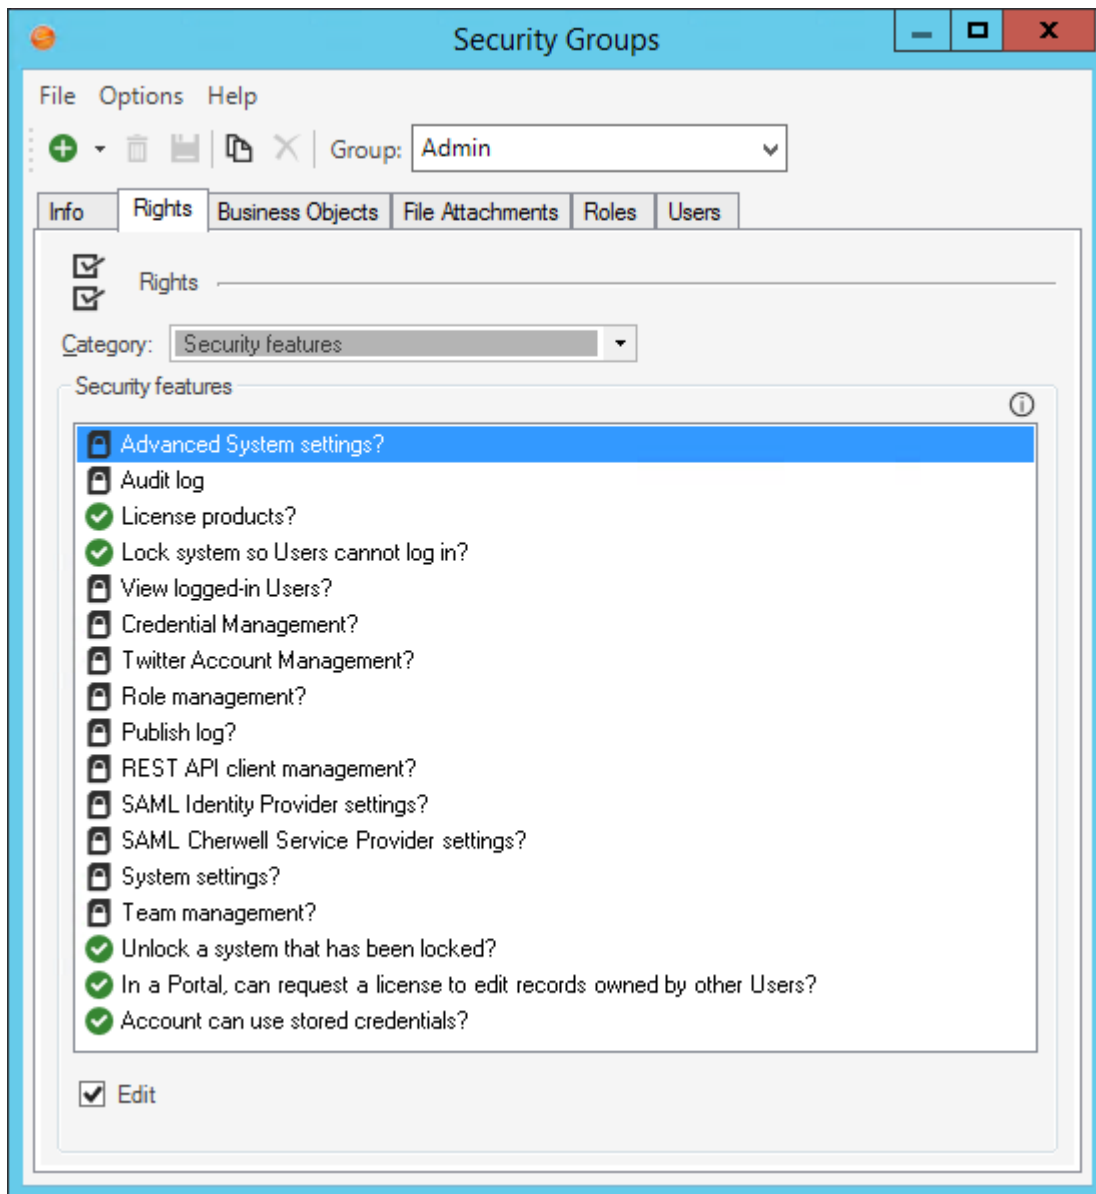 Security Groups
File Options Help
Group: Admin
Info Rights Business Objects File Attachments Roles Users
Rights
Category: Security features
Security features
Advanced System settings?
Audit log
License products?
Lock system so Users cannot log in?
View logged-in Users?
Credential Management?
Twitter Account Management?
Role management?
Publish log?
REST API client management?
SAML Identity Provider settings?
SAML Cherwell Service Provider settings?
System settings?
Team management?
Unlock a system that has been locked?
In a Portal, can request a license to edit records owned by other Users?
Account can use stored credentials?
Edit